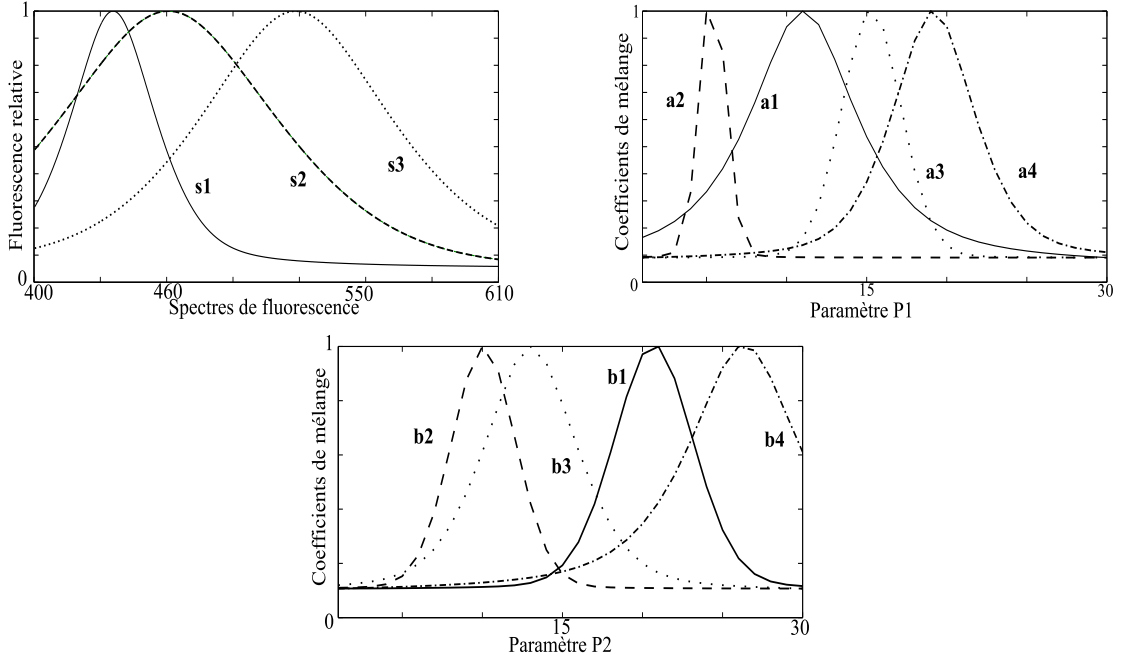 1
Fluorescence relative
s1
s2
s3
0
400
460
550
610
Spectres de fluorescence
1
Coefficients de mélange
a2
a1
a3
a4
0
15
30
Paramètre P1
1
Coefficients de mélange
b2
b3
b1
b4
0
15
30
Paramètre P2